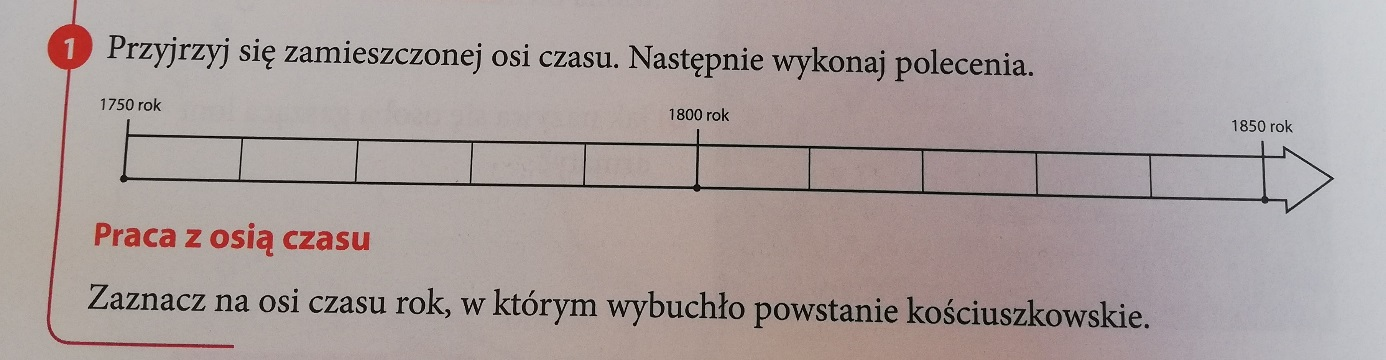 1 Przyjrzyj się zamieszczonej osi czasu. Następnie wykonaj polecenia.
1750 rok 1800 rok 1850 rok
Praca z osią czasu
Zaznacz na osi czasu rok, w którym wybuchło powstanie kościuszkowskie.